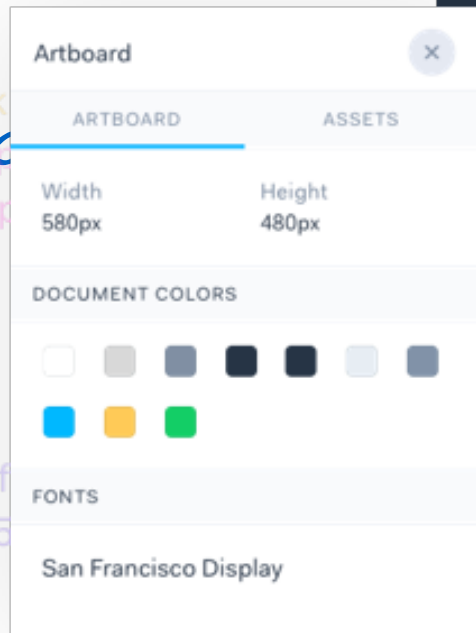 Artboard
ARTBOARD ASSETS
Width Height
580px 480px
DOCUMENT COLORS
FONTS
San Francisco Display